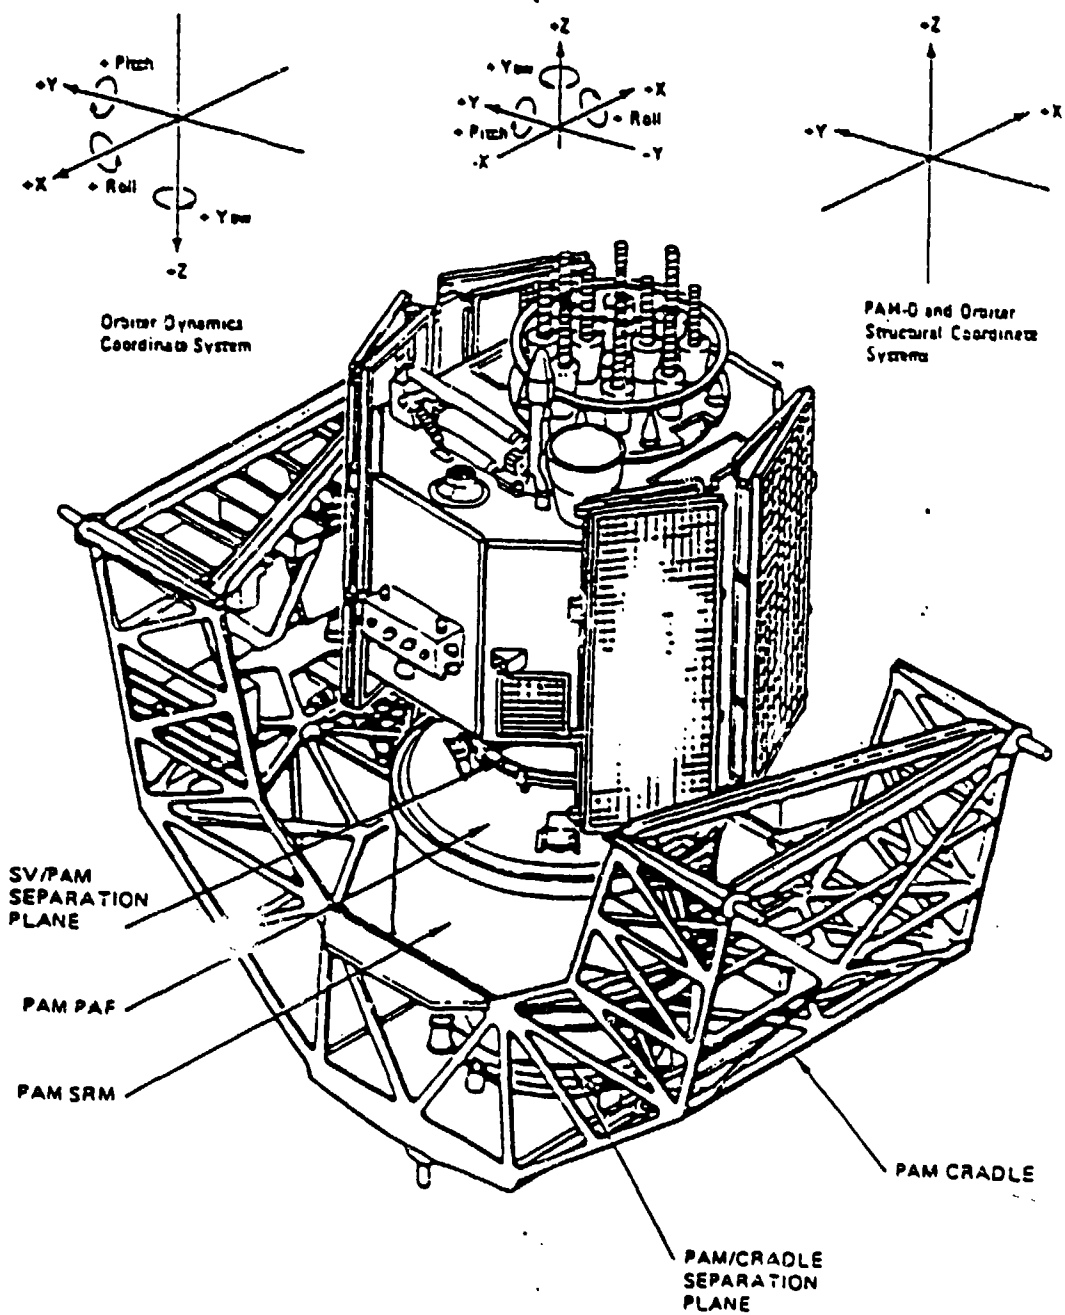 + Pitch
+Y
+X
+ Roll
+ Yaw
+Z
Orbiter Dynamics
Coordinate System
+Z
+ Yaw
+X
+Y
+ Roll
+ Pitch
-X
-Y
+Z
+X
+Y
PAM-D and Orbiter
Structural Coordinate
Systems
SV/PAM
SEPARATION
PLANE
PAM PAF
PAM SRM
PAM CRADLE
PAM/CRADLE
SEPARATION
PLANE